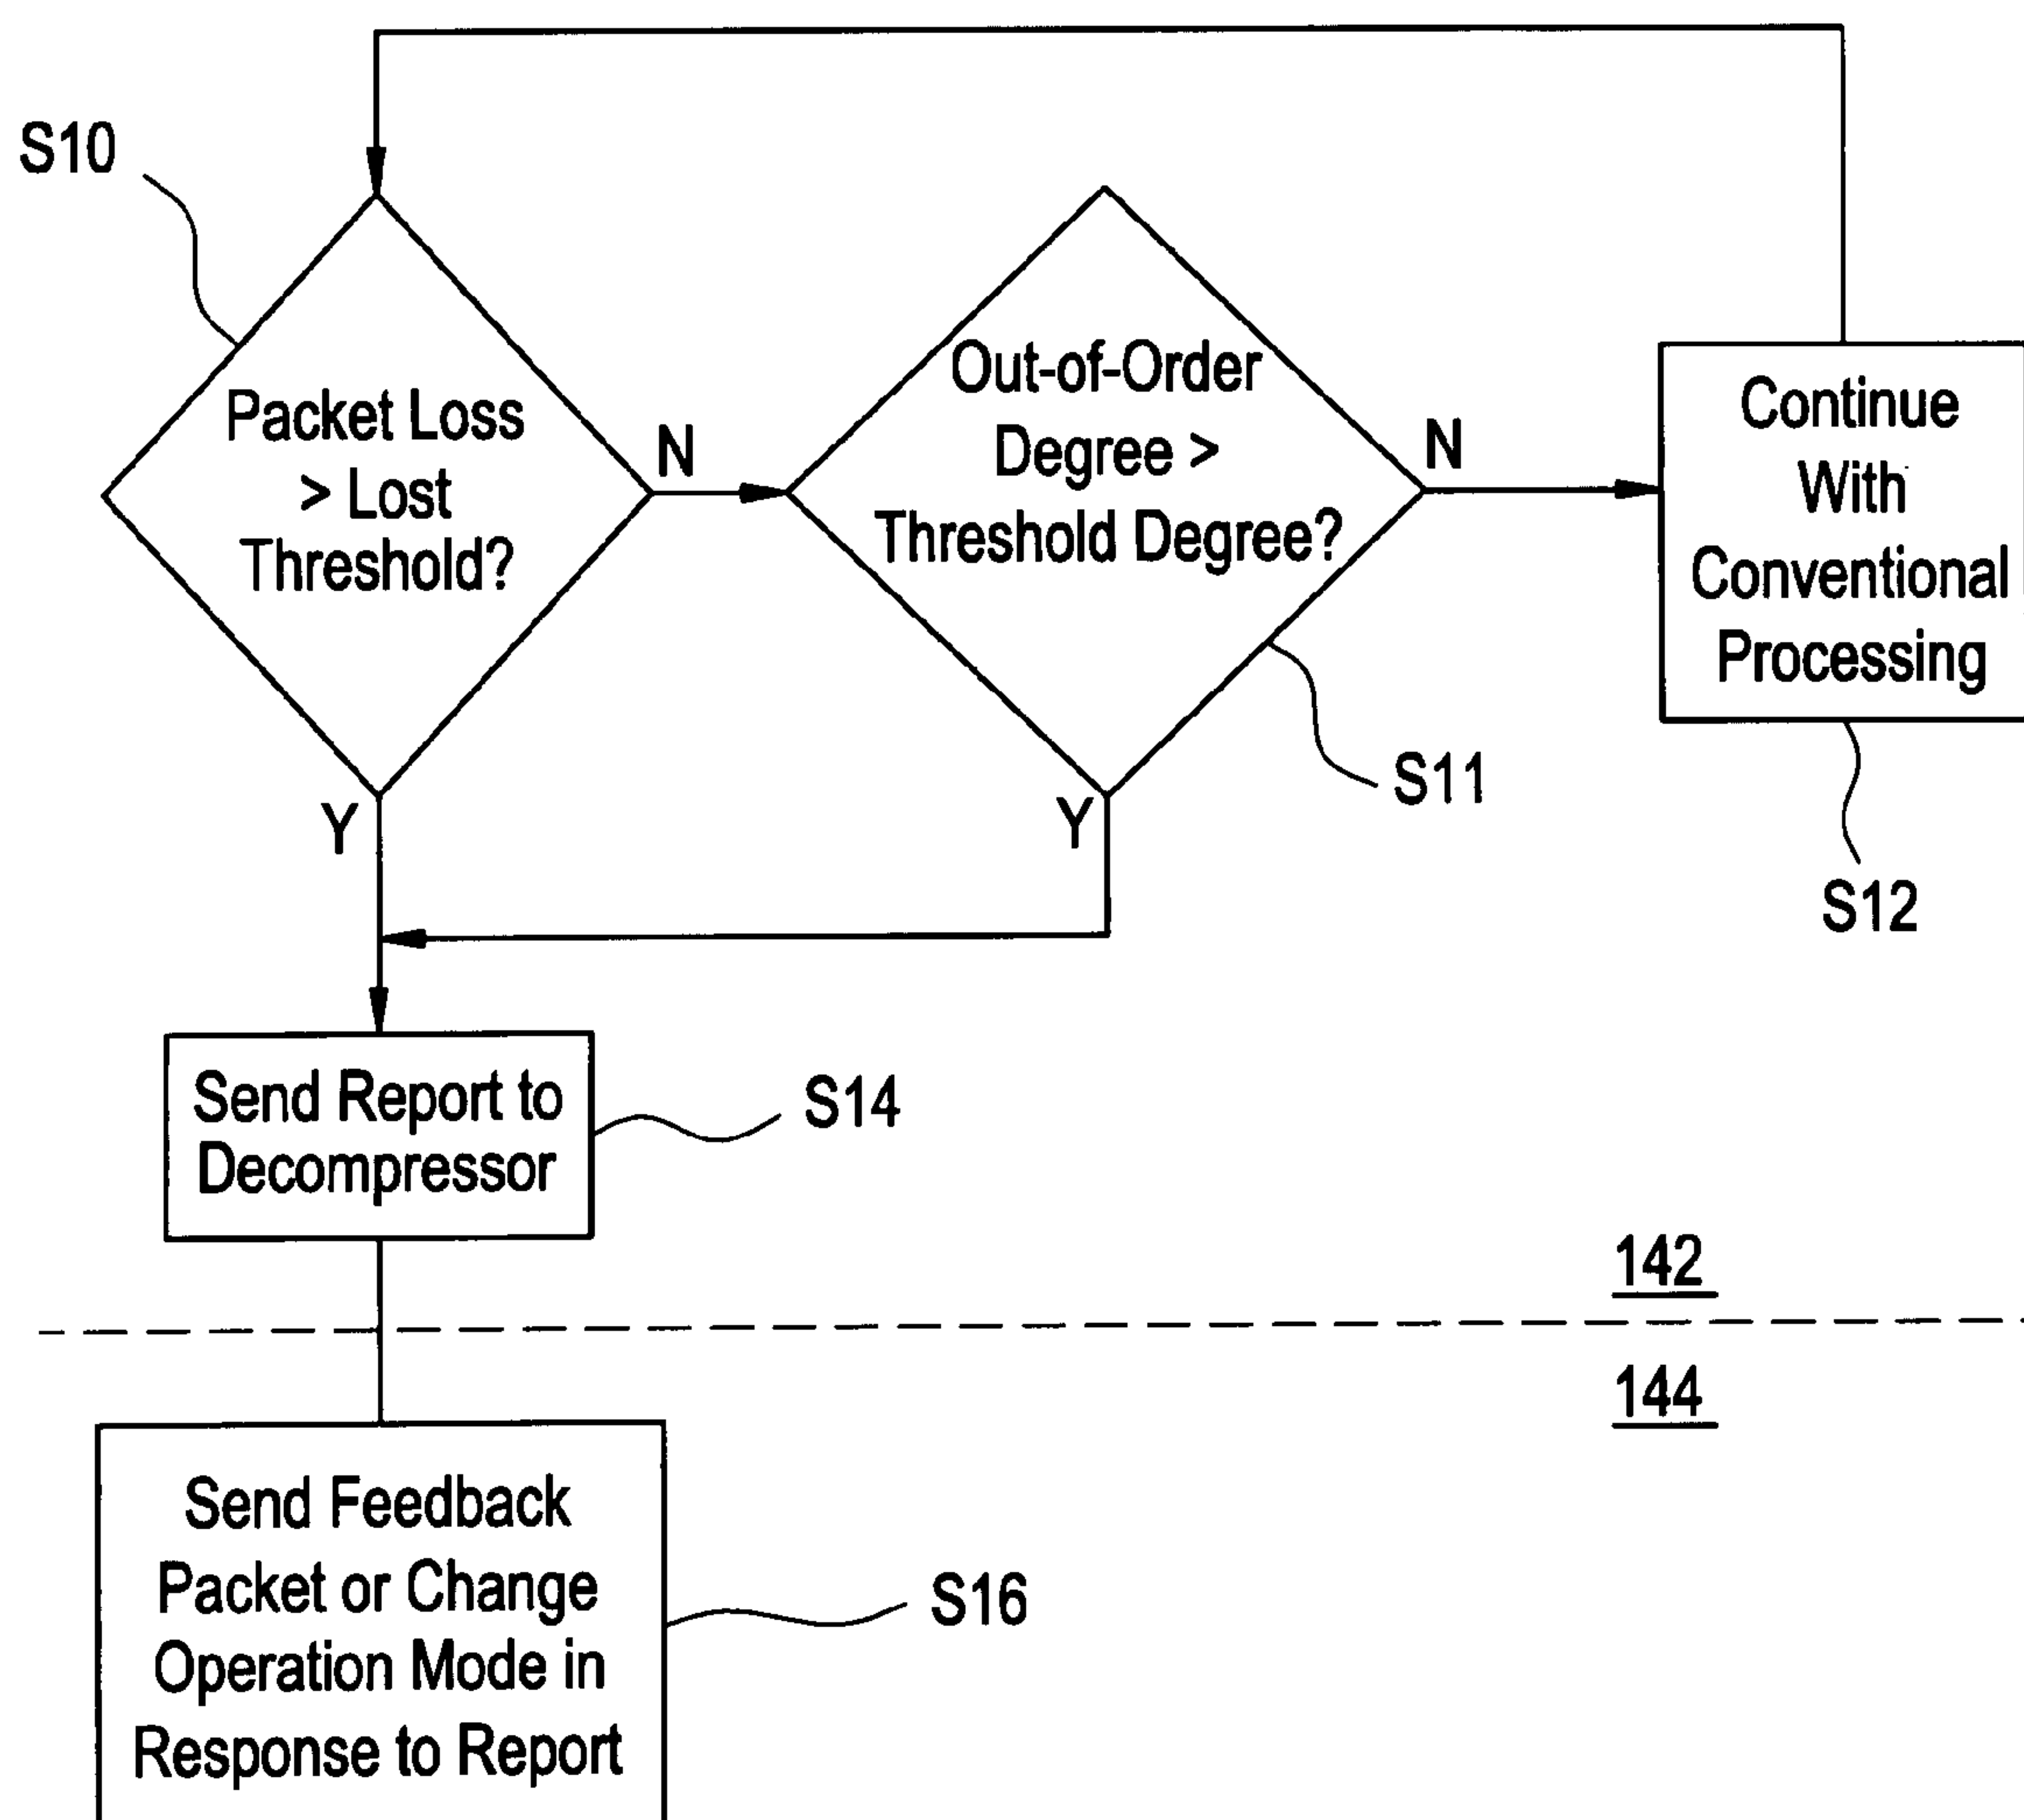 S10
Packet Loss
> Lost
Threshold?
N
Y
Out-of-Order
Degree >
Threshold Degree?
N
Y
S11
Continue
With
Conventional
Processing
S12
Send Report to
Decompressor
S14
142
144
Send Feedback
Packet or Change
Operation Mode in
Response to Report
S16